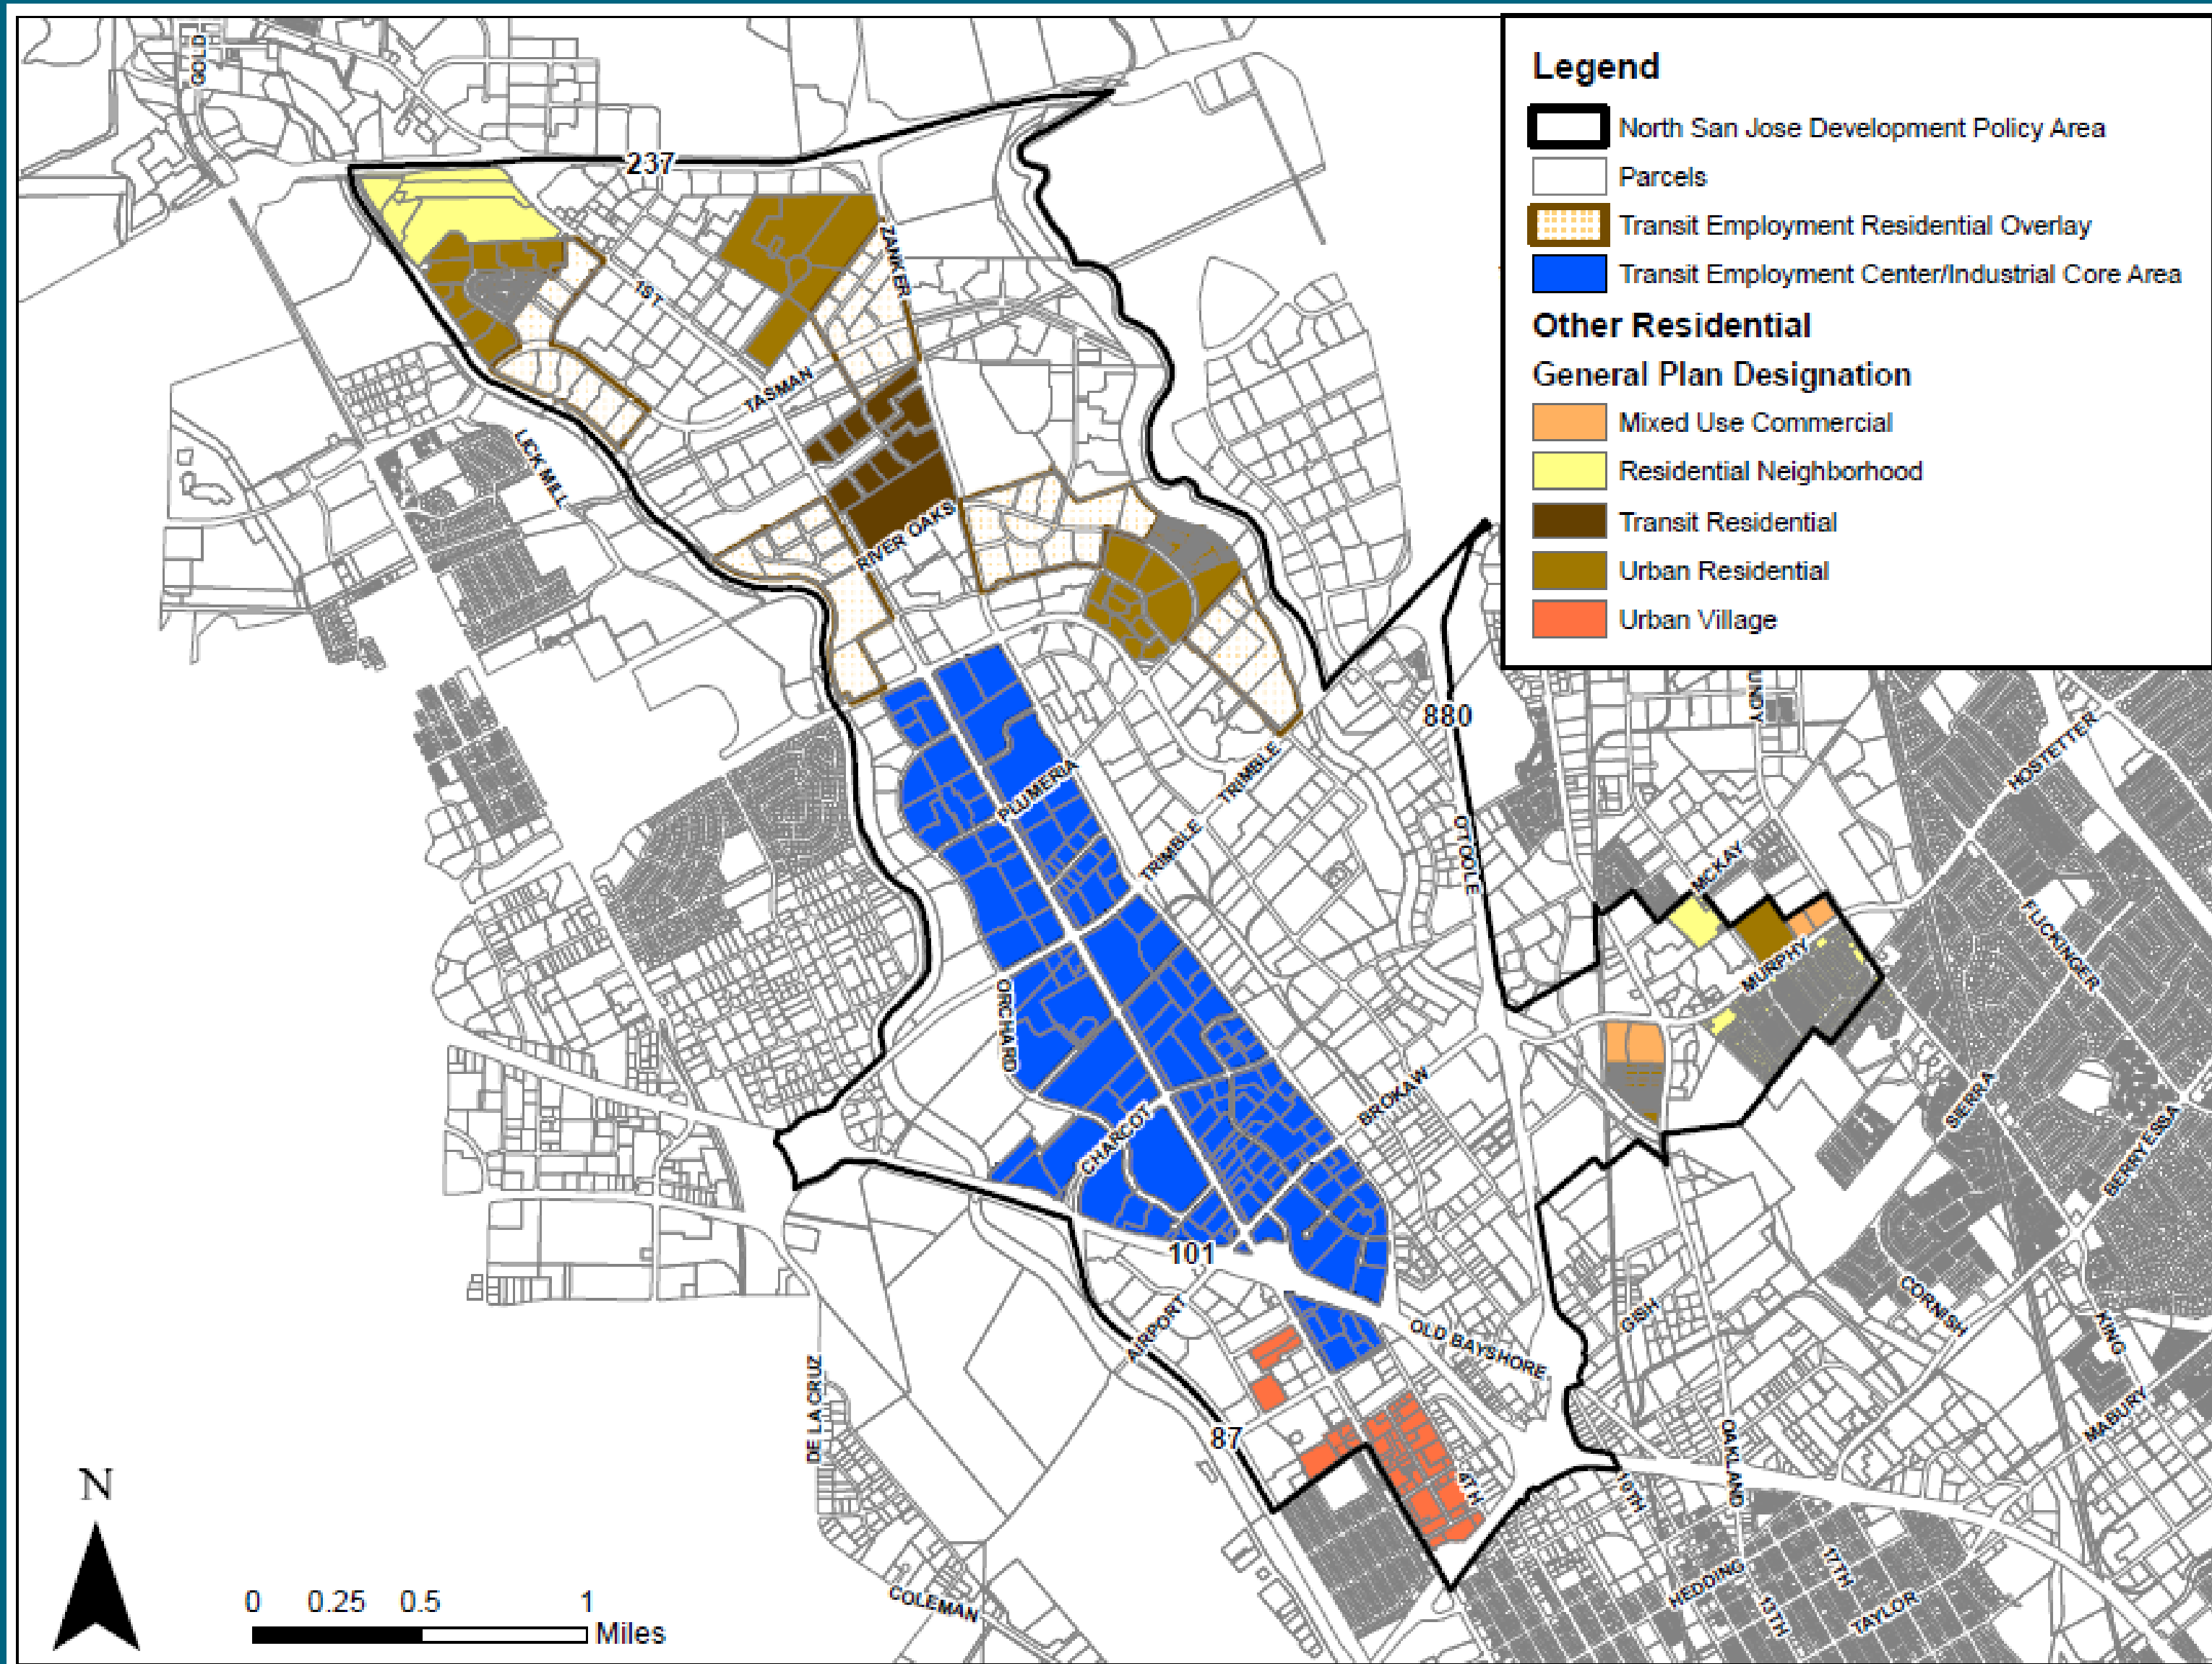 Legend
North San Jose Development Policy Area
Parcels
Transit Employment Residential Overlay
Transit Employment Center/Industrial Core Area
Other Residential
General Plan Designation
Mixed Use Commercial
Residential Neighborhood
Transit Residential
Urban Residential
Urban Village
GOLD
237
ZANKER
1ST
TASMAN
LICK MILL
RIVER OAKS
880
UNDY
HOSTETTER
PLUMERIA
TRIMBLE
TRIMBLE
O'TOOLE
MCKAY
FLICKINGER
MURPHY
ORCHARD
BROKAW
CHARCOT
SIERRA
BERRYESSA
101
AIRPORT
OLD BAYSHORE
GISH
CORNISH
KING
DE LA CRUZ
87
4TH
10TH
OAKLAND
MABURY
HEDDING
13TH
17TH
TAYLOR
COLEMAN
N
0 0.25 0.5 1
Miles